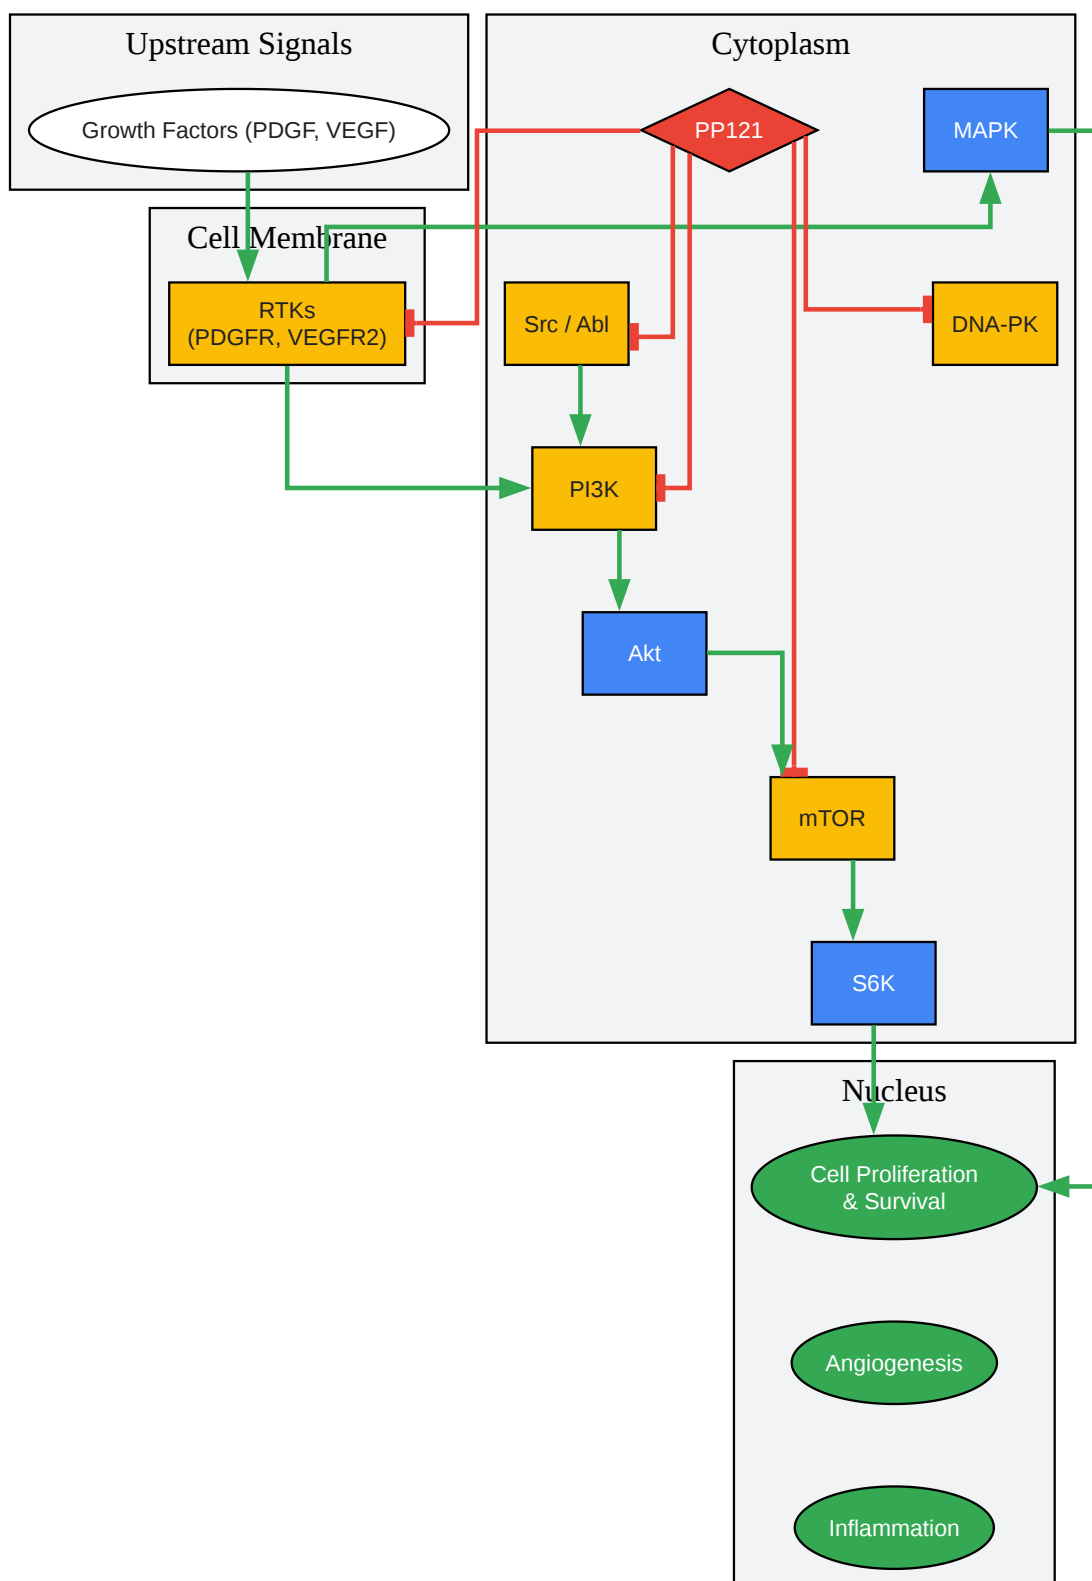 Upstream Signals
Growth Factors (PDGF, VEGF)
Cytoplasm
PP121
MAPK
Cell Membrane
RTKs
(PDGFR, VEGFR2)
Src / Abl
DNA-PK
PI3K
Akt
mTOR
S6K
Nucleus
Cell Proliferation
& Survival
Angiogenesis
Inflammation